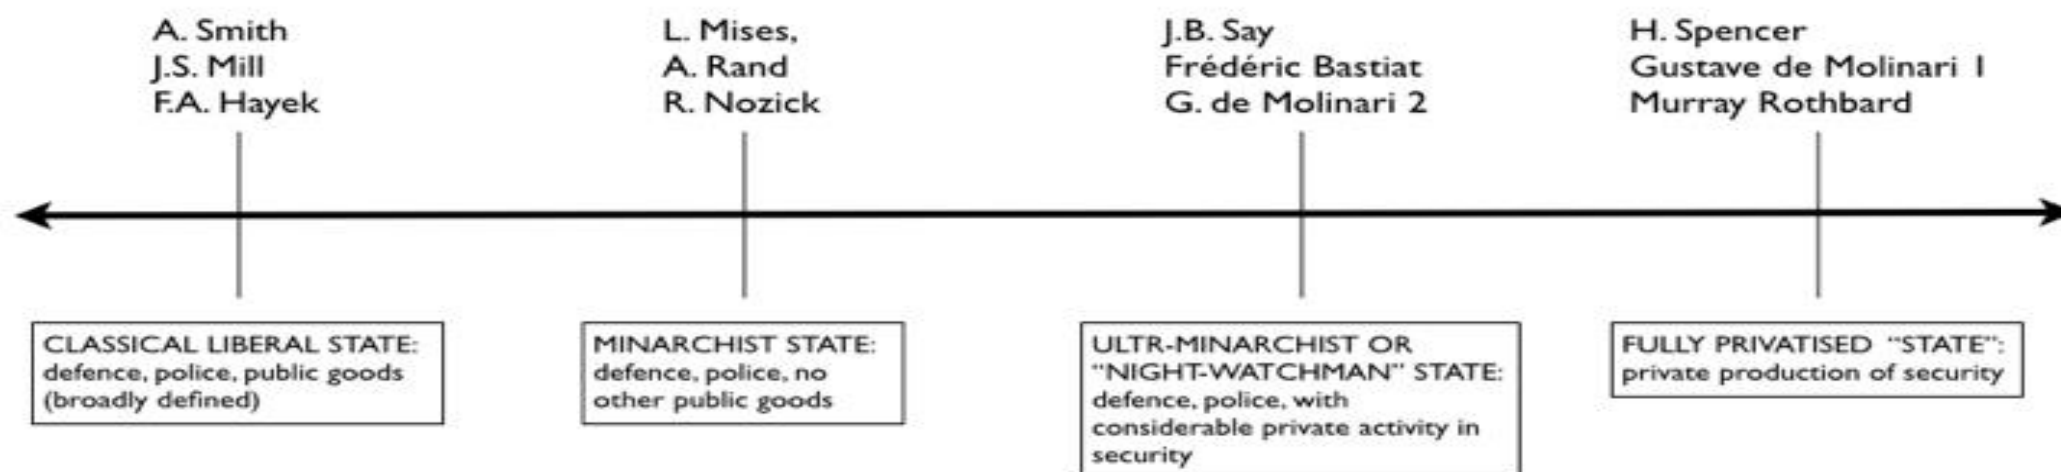 A. Smith
J.S. Mill
F.A. Hayek
L. Mises,
A. Rand
R. Nozick
J.B. Say
Frédéric Bastiat
G. de Molinari 2
H. Spencer
Gustave de Molinari 1
Murray Rothbard
CLASSICAL LIBERAL STATE:
defence, police, public goods
(broadly defined)
MINARCHIST STATE:
defence, police, no
other public goods
ULTR-MINARCHIST OR
“NIGHT-WATCHMAN” STATE:
defence, police, with
considerable private activity in
security
FULLY PRIVATISED “STATE”:
private production of security